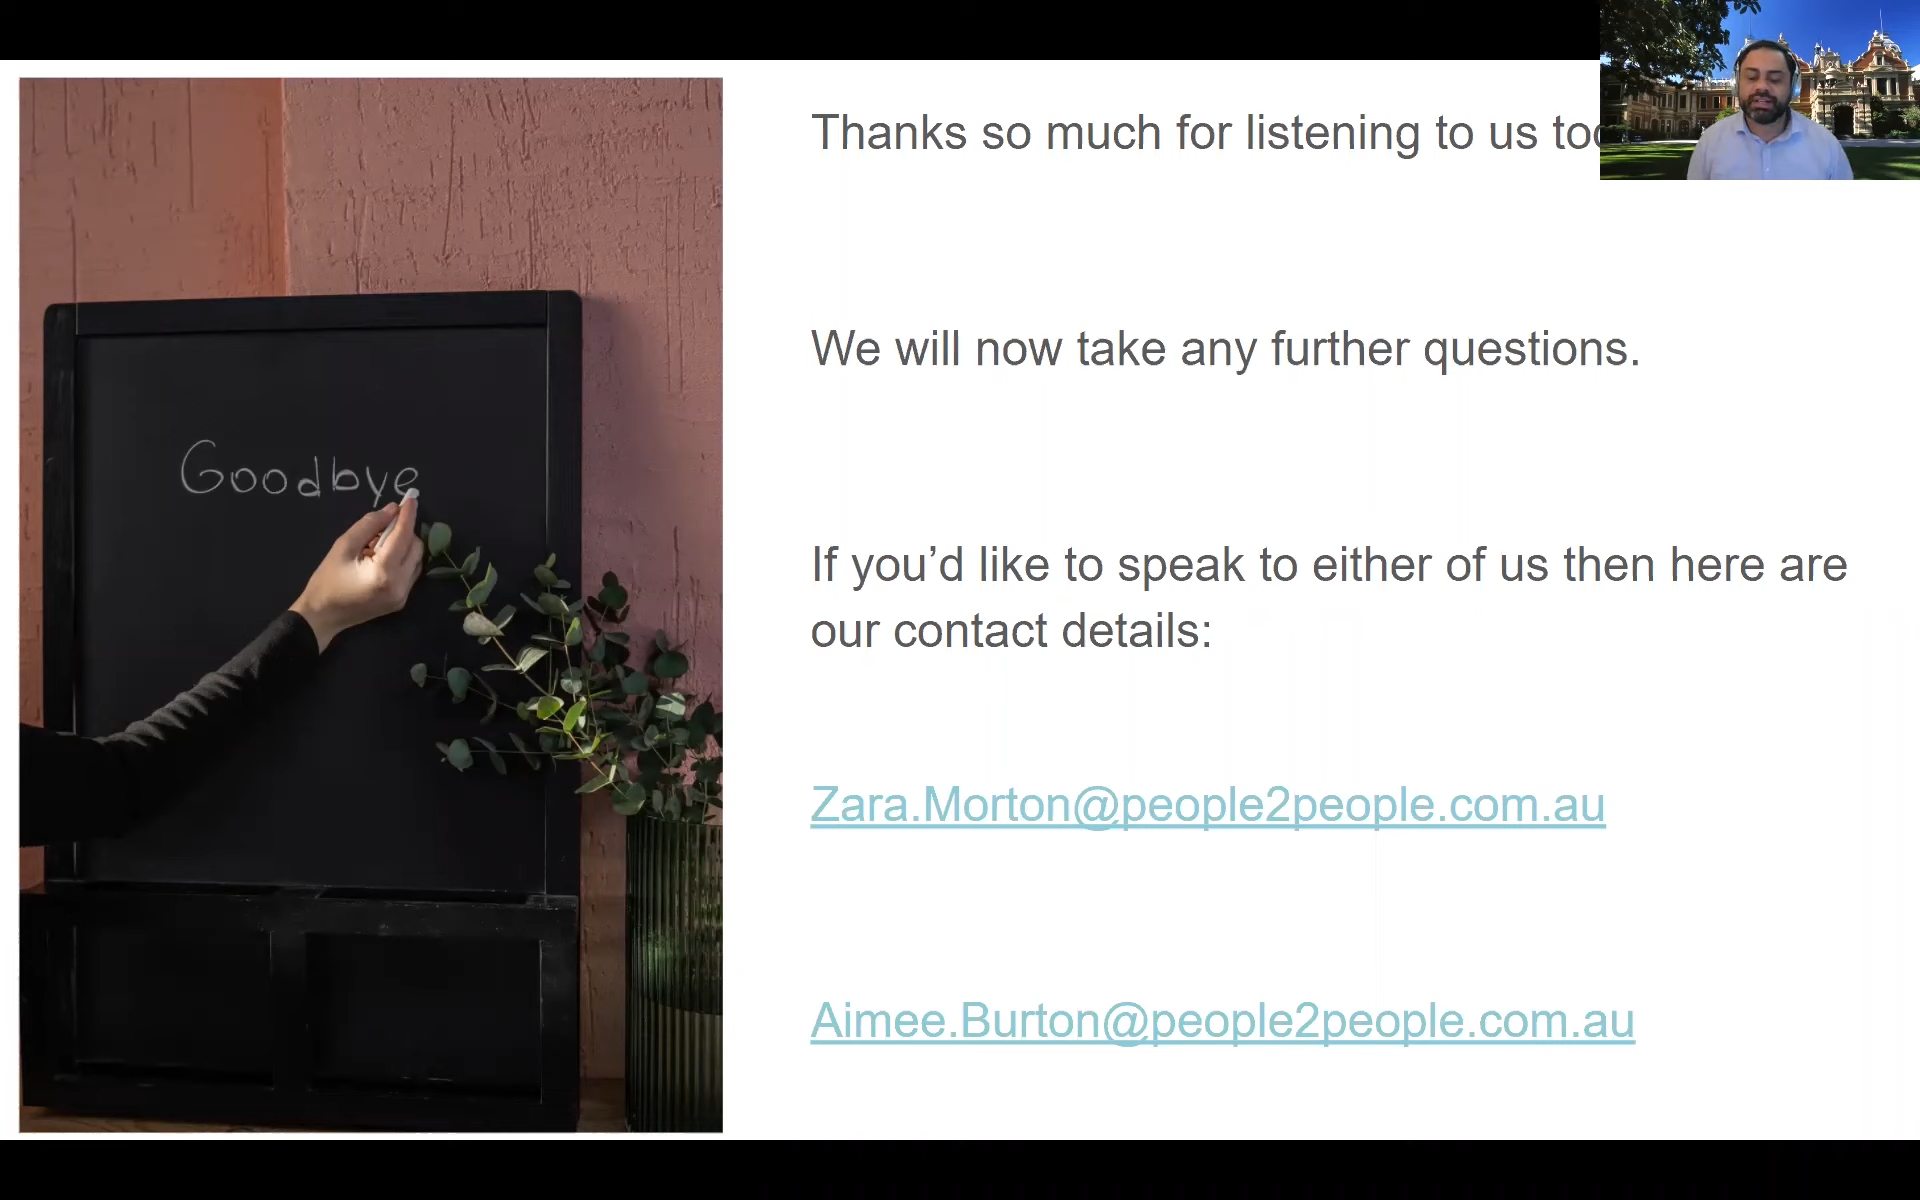 Thanks so much for listening to us
We will now take any further questions.
Goodbye
If you’d like to speak to either of us then here are
our contact details:
Zara.Morton@people2people.com.au
Aimee.Burton@people2people.com.au